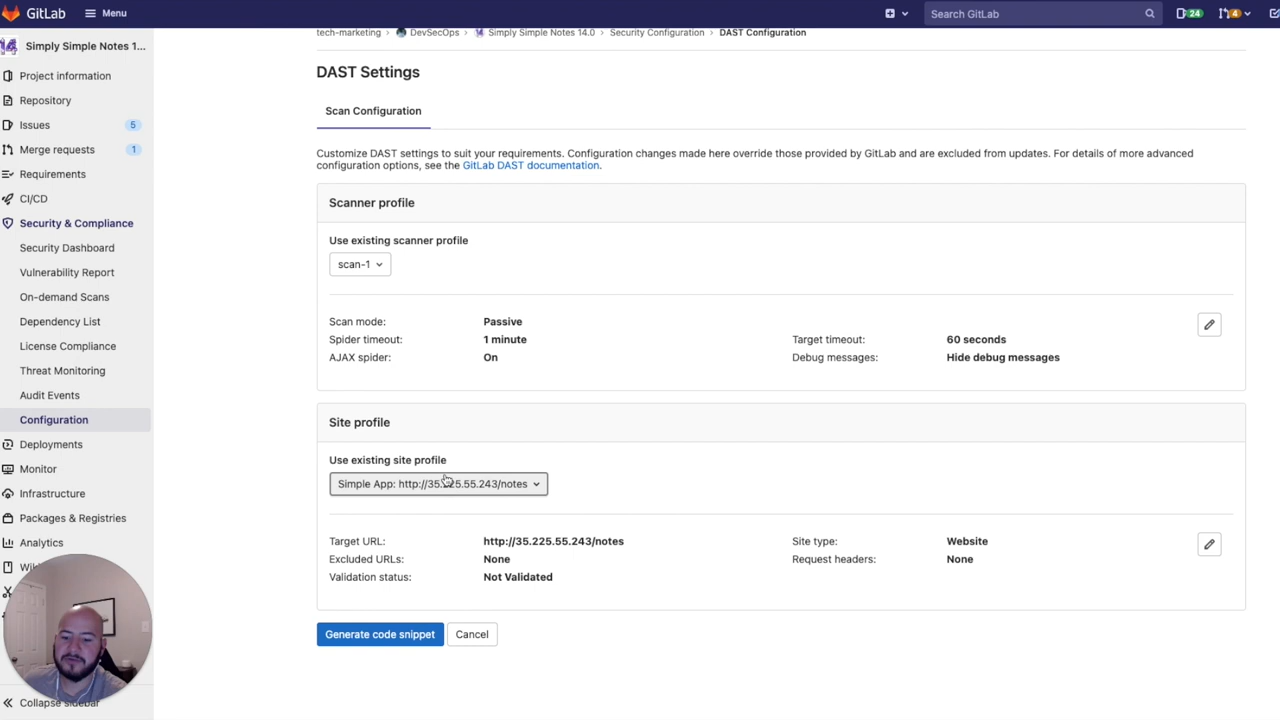 GitLab
Menu
Search GitLab
24
4
14
Simply Simple Notes 1...
tech-marketing > DevSecOps > 14 Simply Simple Notes 14.0 > Security Configuration > DAST Configuration
Project information
Repository
Issues 5
Merge requests 1
Requirements
CI/CD
Security & Compliance
Security Dashboard
Vulnerability Report
On-demand Scans
Dependency List
License Compliance
Threat Monitoring
Audit Events
Configuration
Deployments
Monitor
Infrastructure
Packages & Registries
Analytics
Collapse sidebar
DAST Settings
Scan Configuration
Customize DAST settings to suit your requirements. Configuration changes made here override those provided by GitLab and are excluded from updates. For details of more advanced
configuration options, see the GitLab DAST documentation.
Scanner profile
Use existing scanner profile
scan-1
Scan mode: Passive
Spider timeout: 1 minute Target timeout: 60 seconds
AJAX spider: On Debug messages: Hide debug messages
Site profile
Use existing site profile
Simple App: http://35.225.55.243/notes
Target URL: http://35.225.55.243/notes Site type: Website
Excluded URLs: None Request headers: None
Validation status: Not Validated
Generate code snippet Cancel